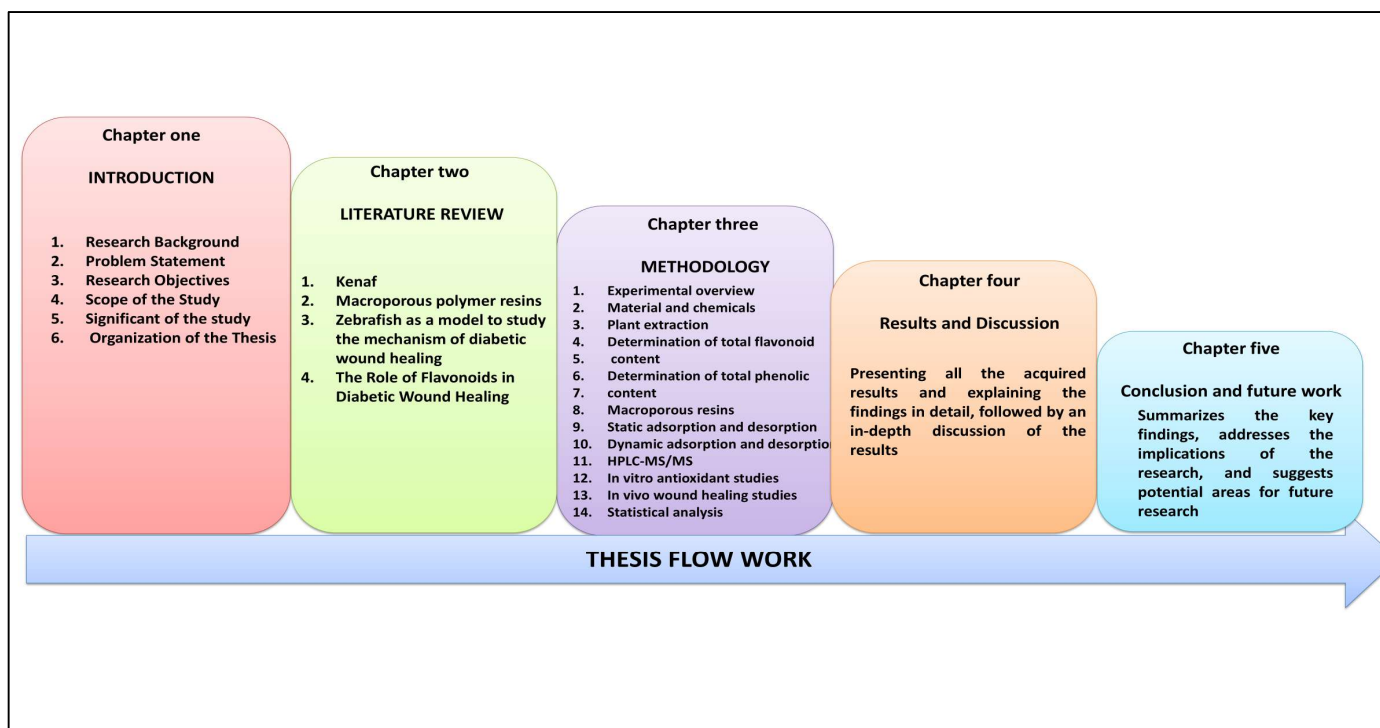 Chapter one
INTRODUCTION
1. Research Background
2. Problem Statement
3. Research Objectives
4. Scope of the Study
5. Significant of the study
6. Organization of the Thesis
Chapter two
LITERATURE REVIEW
1. Kenaf
2. Macroporous polymer resins
3. Zebrafish as a model to study
the mechanism of diabetic
wound healing
4. The Role of Flavonoids in
Diabetic Wound Healing
Chapter three
METHODOLOGY
1. Experimental overview
2. Material and chemicals
3. Plant extraction
4. Determination of total flavonoid
5. content
6. Determination of total phenolic
7. content
8. Macroporous resins
9. Static adsorption and desorption
10. Dynamic adsorption and desorption
11. HPLC-MS/MS
12. In vitro antioxidant studies
13. In vivo wound healing studies
14. Statistical analysis
Chapter four
Results and Discussion
Presenting all the acquired
results and explaining the
findings in detail, followed by an
in-depth discussion of the
results
Chapter five
Conclusion and future work
Summarizes the key
findings, addresses the
implications of the
research, and suggests
potential areas for future
research
THESIS FLOW WORK